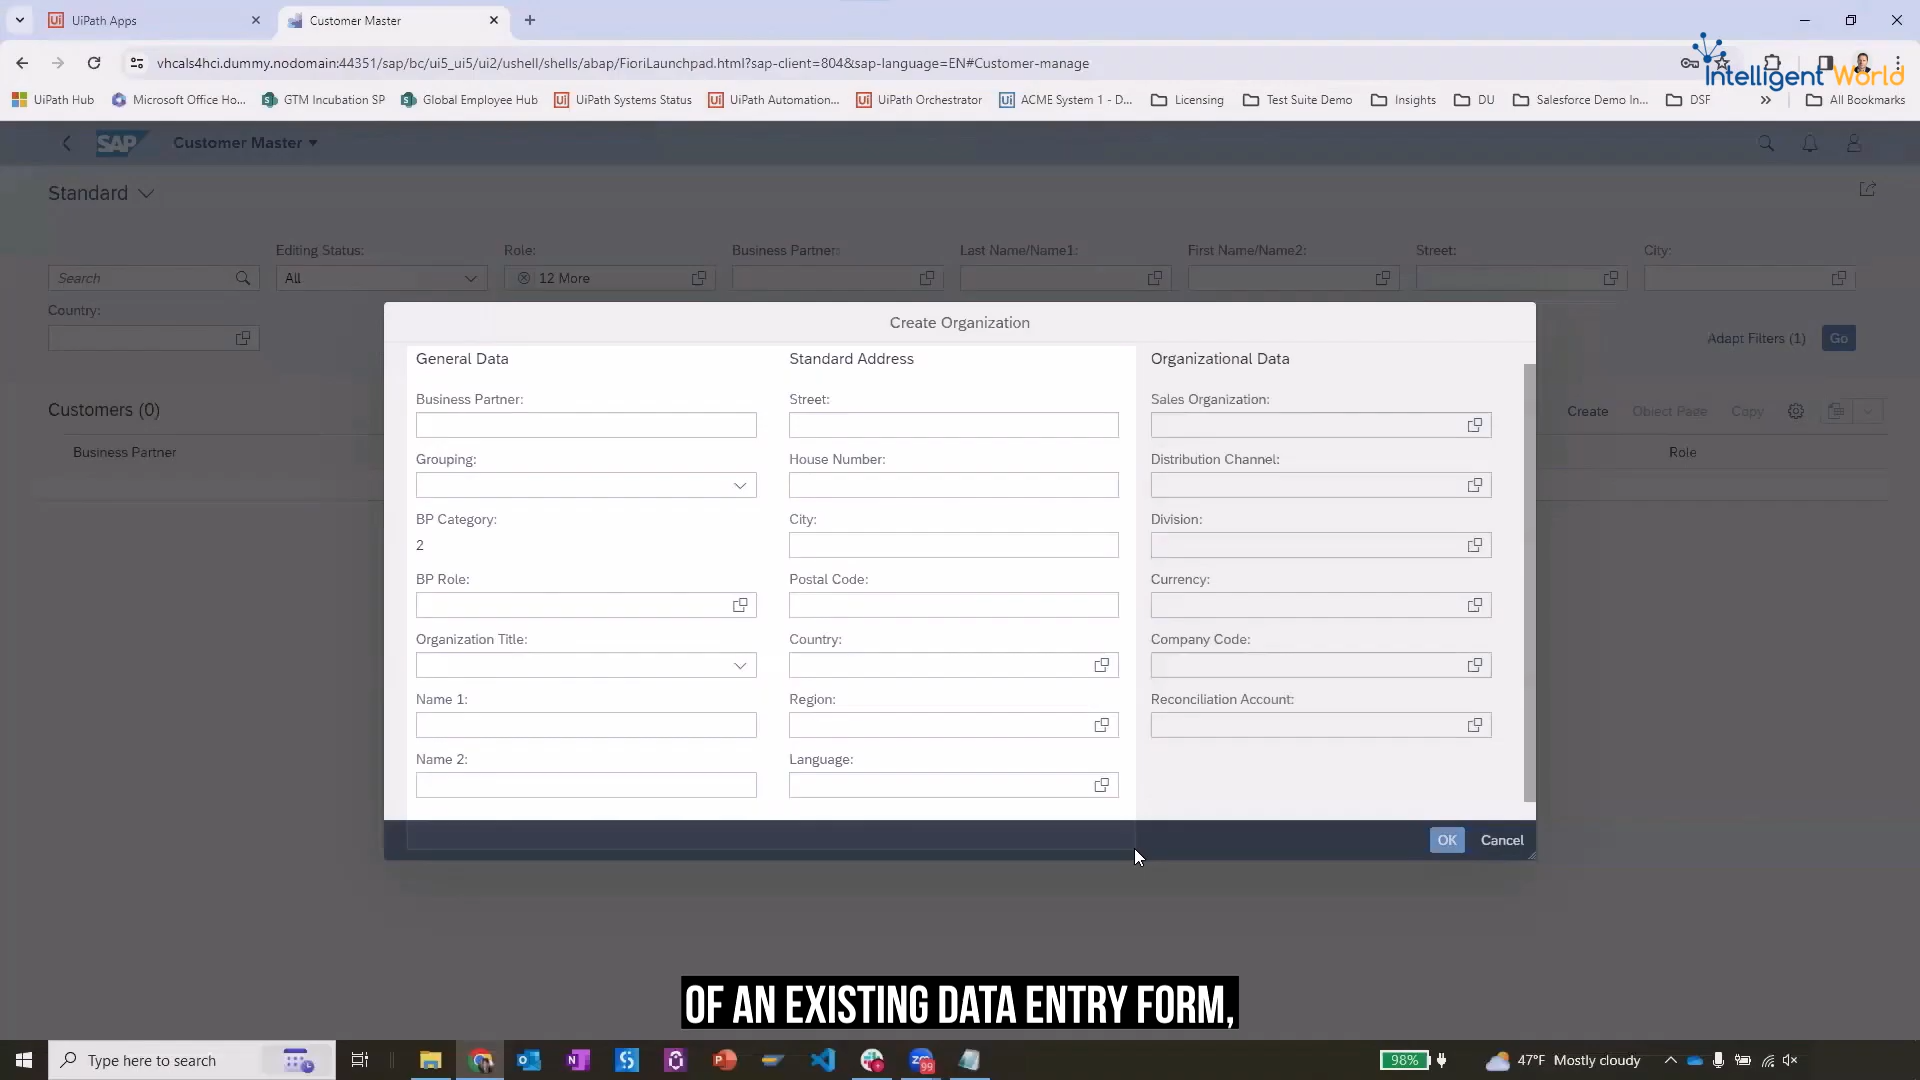 UiPath Apps
Customer Master
vhcals4hci.dummy.nodomain:44351/sap/bc/ui5_ui5/ui2/ushell/shells/abap/FioriLaunchpad.html?sap-client=804&sap-language=EN#Customer-manage
Intelligent World
UiPath Hub
Microsoft Office Ho...
GTM Incubation SP
Global Employee Hub
UiPath Systems Status
UiPath Automation...
UiPath Orchestrator
ACME System 1 - D...
Licensing
Test Suite Demo
Insights
DU
Salesforce Demo In...
DSF
All Bookmarks
SAP
Customer Master
Standard
Editing Status:
Role:
Business Partner:
Last Name/Name1:
First Name/Name2:
Street:
City:
Search
All
12 More
Country:
Adapt Filters (1)
Go
Customers (0)
Create
Object Page
Copy
Business Partner
Role
Create Organization
General Data
Business Partner:
Grouping:
BP Category:
2
BP Role:
Organization Title:
Name 1:
Name 2:
Standard Address
Street:
House Number:
City:
Postal Code:
Country:
Region:
Language:
Organizational Data
Sales Organization:
Distribution Channel:
Division:
Currency:
Company Code:
Reconciliation Account:
OK
Cancel
OF AN EXISTING DATA ENTRY FORM,
Type here to search
99
98%
47°F Mostly cloudy